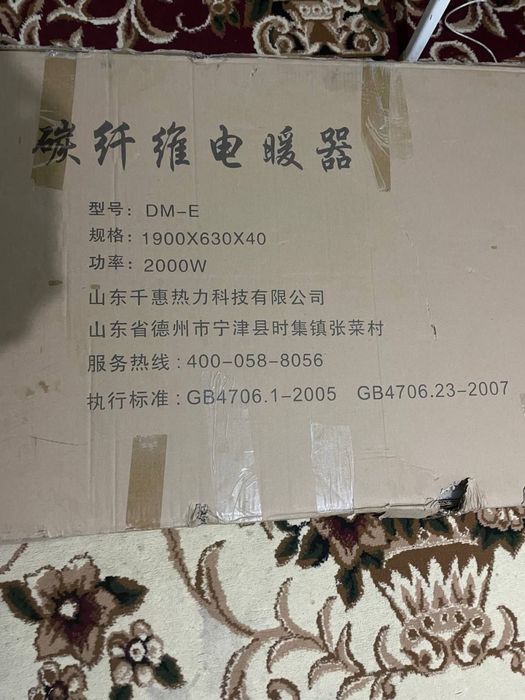 碳纤维电暖器
型号：DM-E
规格：1900X630X40
功率：2000W
山东千惠热力科技有限公司
山东省德州市宁津县时集镇张菜村
服务热线：400-058-8056
执行标准：GB4706.1-2005 GB4706.23-2007